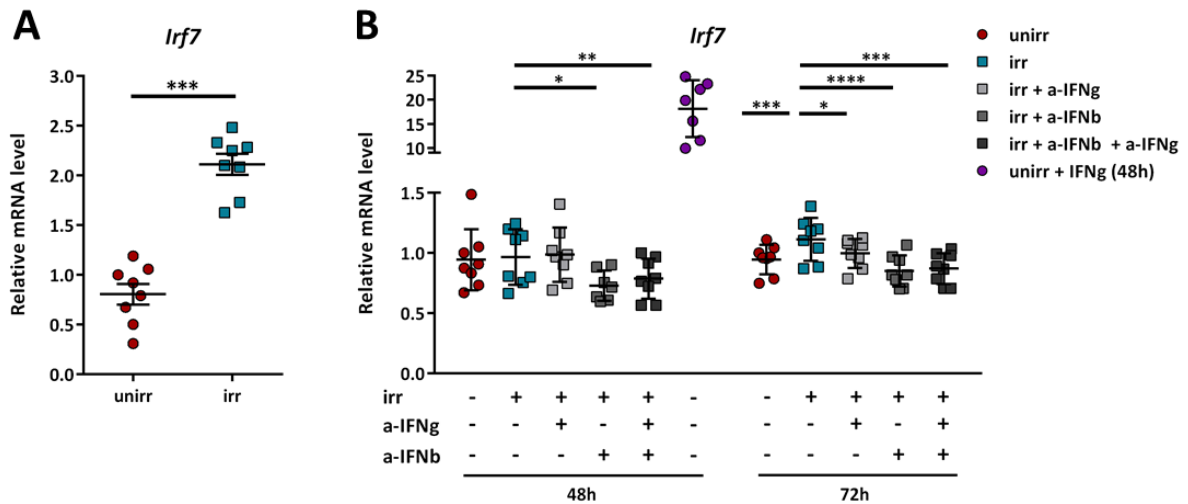 A
Irf7
Relative mRNA level
3.0
2.5
2.0
1.5
1.0
0.5
0.0
***
unirr irr
B
Irf7
Relative mRNA level
25
20
15
10
1.5
1.0
0.5
0.0
**
*
***
****
*** *
unirr
irr
irr + a-IFNg
irr + a-IFNb
irr + a-IFNb + a-IFNg
unirr + IFNg (48h)
irr - + + + + - - + + + +
a-IFNg - - + - + - - - + - +
a-IFNb - - - + + - - - - + +
48h 72h